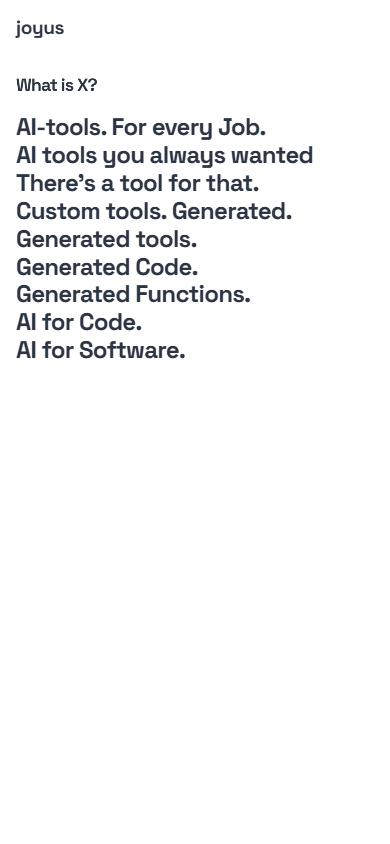 joyus
What is X?
AI-tools. For every Job.
AI tools you always wanted
There’s a tool for that.
Custom tools. Generated.
Generated tools.
Generated Code.
Generated Functions.
AI for Code.
AI for Software.